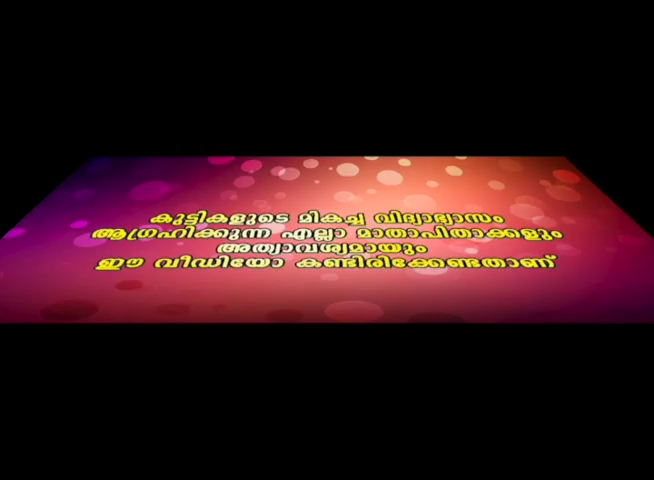 കുട്ടികളുടെ മികച്ച വിദ്യാഭ്യാസം
ആഗ്രഹിക്കുന്ന എല്ലാ മാതാപിതാക്കളും
അത്യാവശ്യമായും
ഈ വീഡിയോ കണ്ടിരിക്കേണ്ടതാണ്